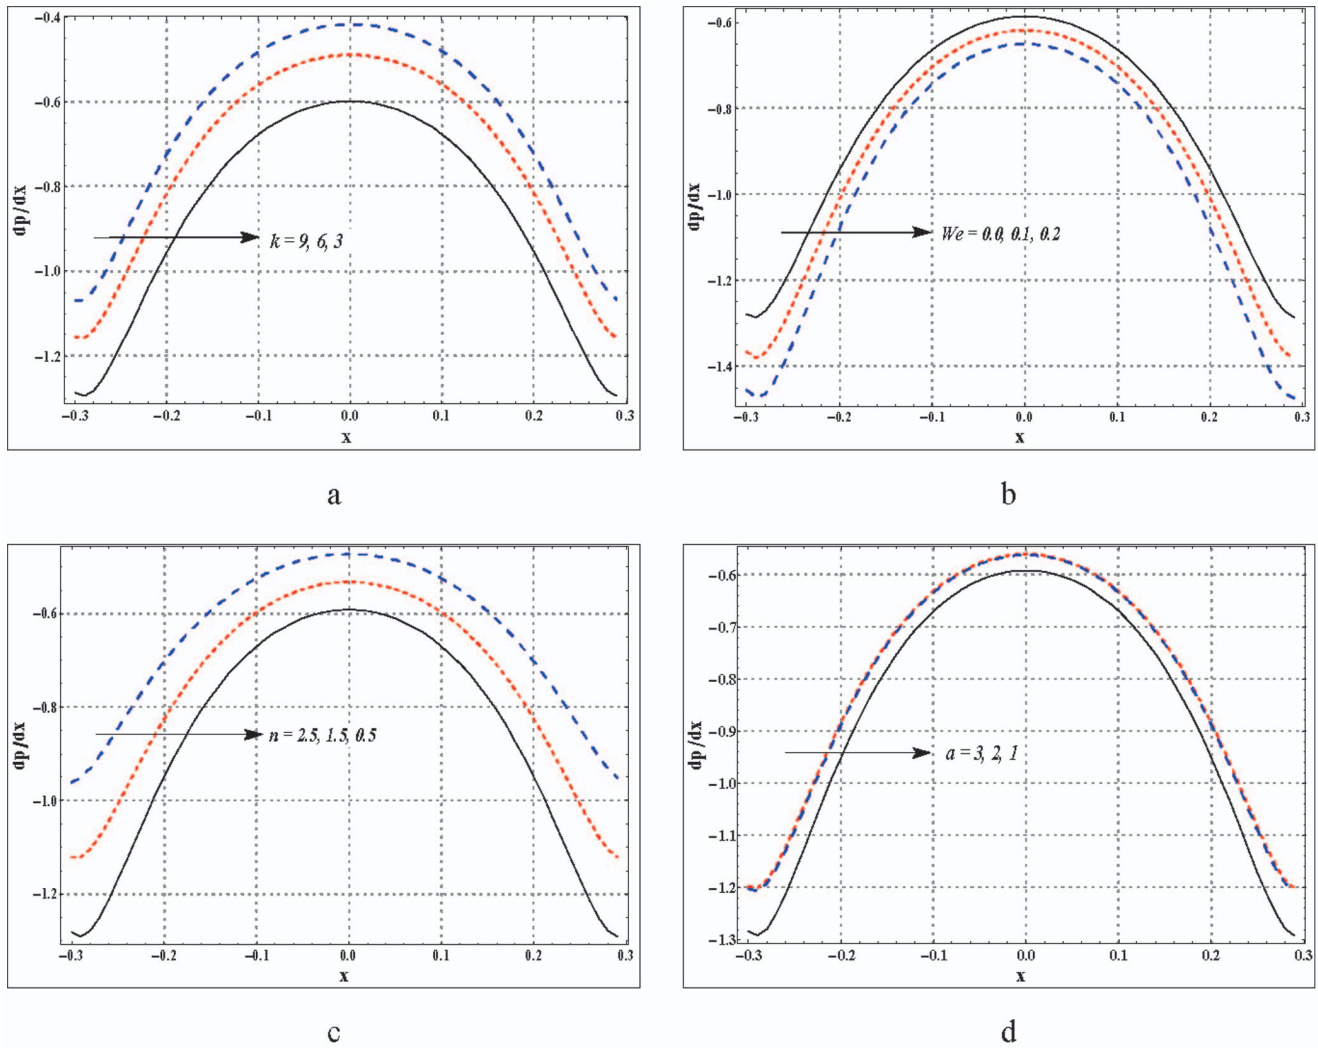 −0.4
−0.6
−0.8
−1.0
−1.2
dp/dx
k = 9, 6, 3
−0.3 −0.2 −0.1 0.0 0.1 0.2 0.3
x
a
−0.6
−0.8
−1.0
−1.2
−1.4
dp/dx
We = 0.0, 0.1, 0.2
−0.3 −0.2 −0.1 0.0 0.1 0.2 0.3
x
b
−0.6
−0.8
−1.0
−1.2
dp/dx
n = 2.5, 1.5, 0.5
−0.3 −0.2 −0.1 0.0 0.1 0.2 0.3
x
c
−0.6
−0.7
−0.8
−0.9
−1.0
−1.1
−1.2
−1.3
dp/dx
a = 3, 2, 1
−0.3 −0.2 −0.1 0.0 0.1 0.2 0.3
x
d